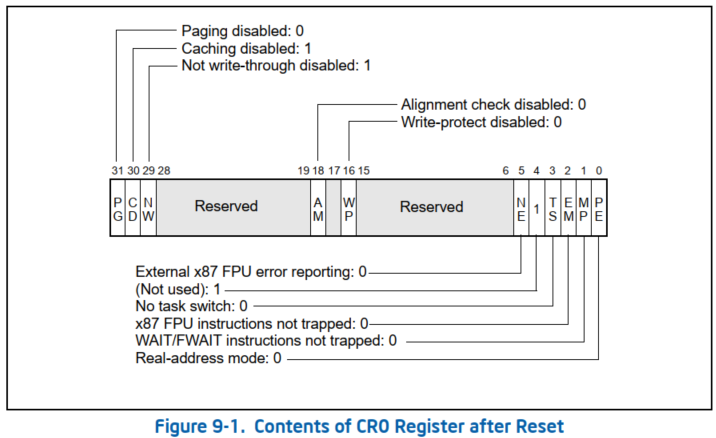 Paging disabled: 0
Caching disabled: 1
Not write-through disabled: 1
Alignment check disabled: 0
Write-protect disabled: 0
31 30 29 28 19 18 17 16 15 6 5 4 3 2 1 0
PG CD NW Reserved AM WP Reserved NE 1 TS EM MP PE
External x87 FPU error reporting: 0
(Not used): 1
No task switch: 0
x87 FPU instructions not trapped: 0
WAIT/FWAIT instructions not trapped: 0
Real-address mode: 0
Figure 9-1. Contents of CR0 Register after Reset